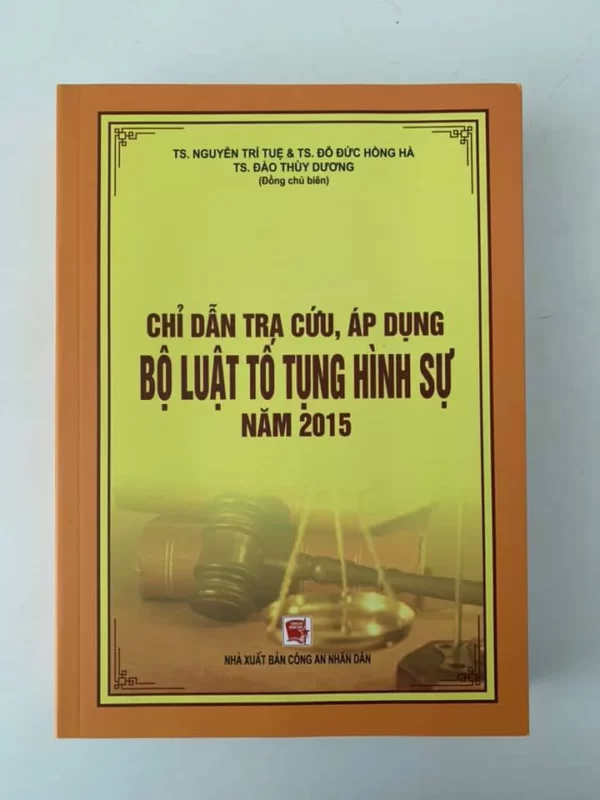 TS. NGUYỄN TRÍ TUỆ & TS. ĐỖ ĐỨC HỒNG HÀ
TS. ĐÀO THÙY DƯƠNG
(Đồng chủ biên)
CHỈ DẪN TRA CỨU, ÁP DỤNG
BỘ LUẬT TỐ TỤNG HÌNH SỰ
NĂM 2015
NHÀ XUẤT BẢN CÔNG AN NHÂN DÂN